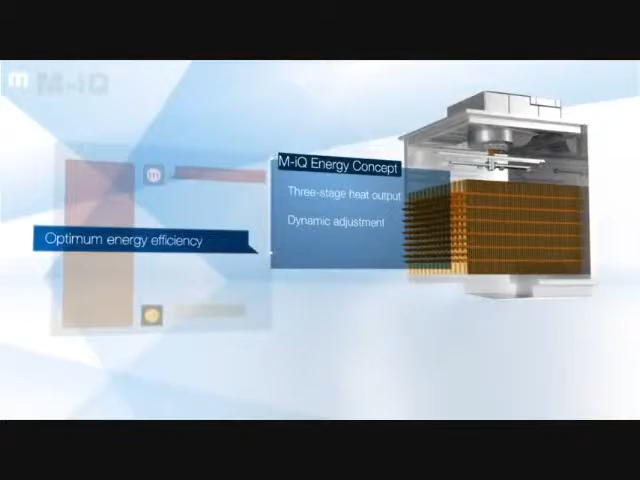 m M-iQ
M-iQ Energy Concept
Three-stage heat output
Dynamic adjustment
Optimum energy efficiency
m